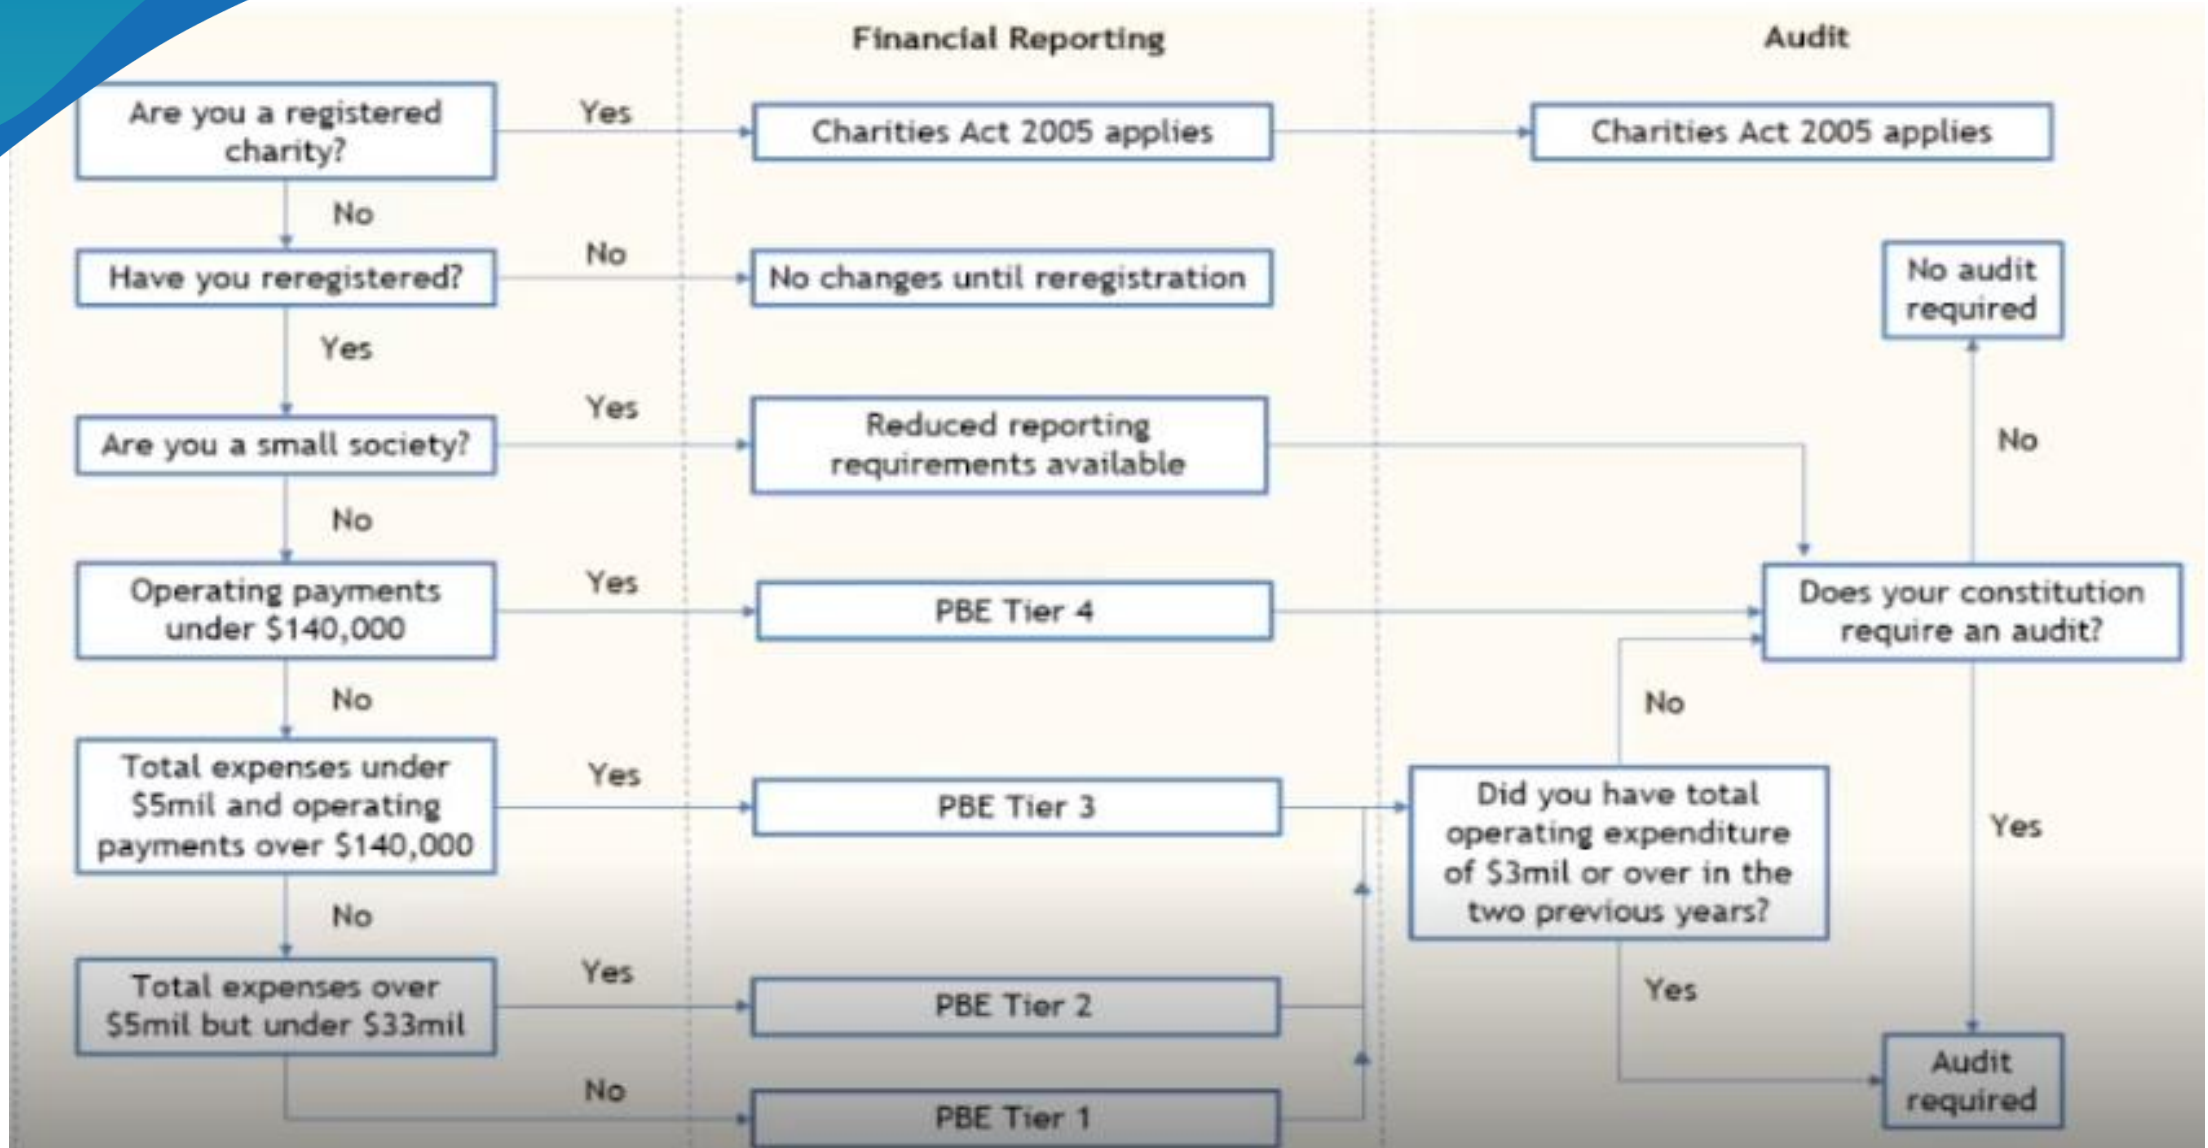 Financial Reporting
Audit
Are you a registered
charity?
Yes
Charities Act 2005 applies
Charities Act 2005 applies
No
Have you reregistered?
No
No changes until reregistration
No audit
required
Yes
Are you a small society?
Yes
Reduced reporting
requirements available
No
No
Operating payments
under $140,000
Yes
PBE Tier 4
Does your constitution
require an audit?
No
No
Total expenses under
$5mil and operating
payments over $140,000
Yes
PBE Tier 3
Did you have total
operating expenditure
of $3mil or over in the
two previous years?
Yes
No
Total expenses over
$5mil but under $33mil
Yes
PBE Tier 2
Yes
Audit
required
No
PBE Tier 1